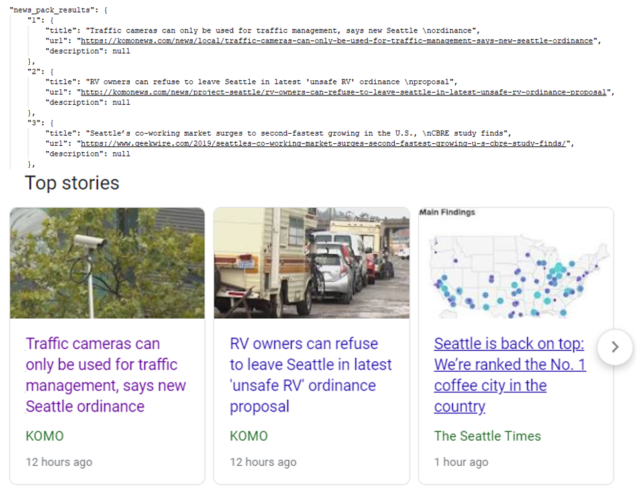 "news_pack_results": {
"1": {
"title": "Traffic cameras can only be used for traffic management, says new Seattle \nordinance",
"url": "https://komonews.com/news/local/traffic-cameras-can-only-be-used-for-traffic-management-says-new-seattle-ordinance",
"description": null
},
"2": {
"title": "RV owners can refuse to leave Seattle in latest 'unsafe RV' ordinance \nproposal",
"url": "http://komonews.com/news/project-seattle/rv-owners-can-refuse-to-leave-seattle-in-latest-unsafe-rv-ordinance-proposal",
"description": null
},
"3": {
"title": "Seattle's co-working market surges to second-fastest growing in the U.S., \nCBRE study finds",
"url": "https://www.geekwire.com/2019/seattles-co-working-market-surges-second-fastest-growing-u-s-cbre-study-finds/",
"description": null
},
Top stories
Main Findings
Traffic cameras can
only be used for traffic
management, says new
Seattle ordinance
KOMO
12 hours ago
RV owners can refuse
to leave Seattle in latest
'unsafe RV' ordinance
proposal
KOMO
12 hours ago
Seattle is back on top:
We're ranked the No. 1
coffee city in the
country
The Seattle Times
1 hour ago